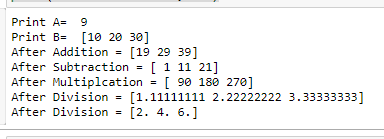 Print A=  9
Print B=  [10 20 30]
After Addition = [19 29 39]
After Subtraction = [ 1 11 21]
After Multiplcation = [ 90 180 270]
After Division = [1.11111111 2.22222222 3.33333333]
After Division = [2. 4. 6.]